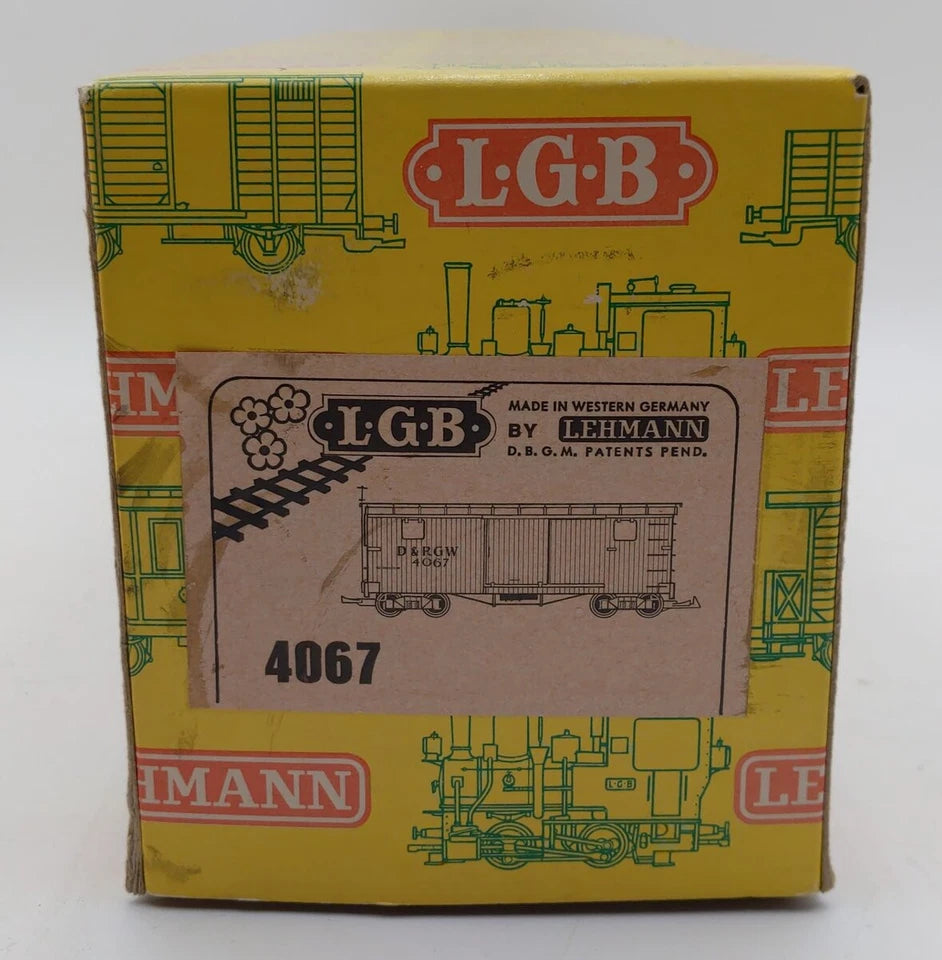 L·G·B
HMANN
LE
L·G·B
MADE IN WESTERN GERMANY
BY LEHMANN
D.B.G.M. PATENTS PEND.
D & RGW
4067
4067
HMANN
L·G·B
LE